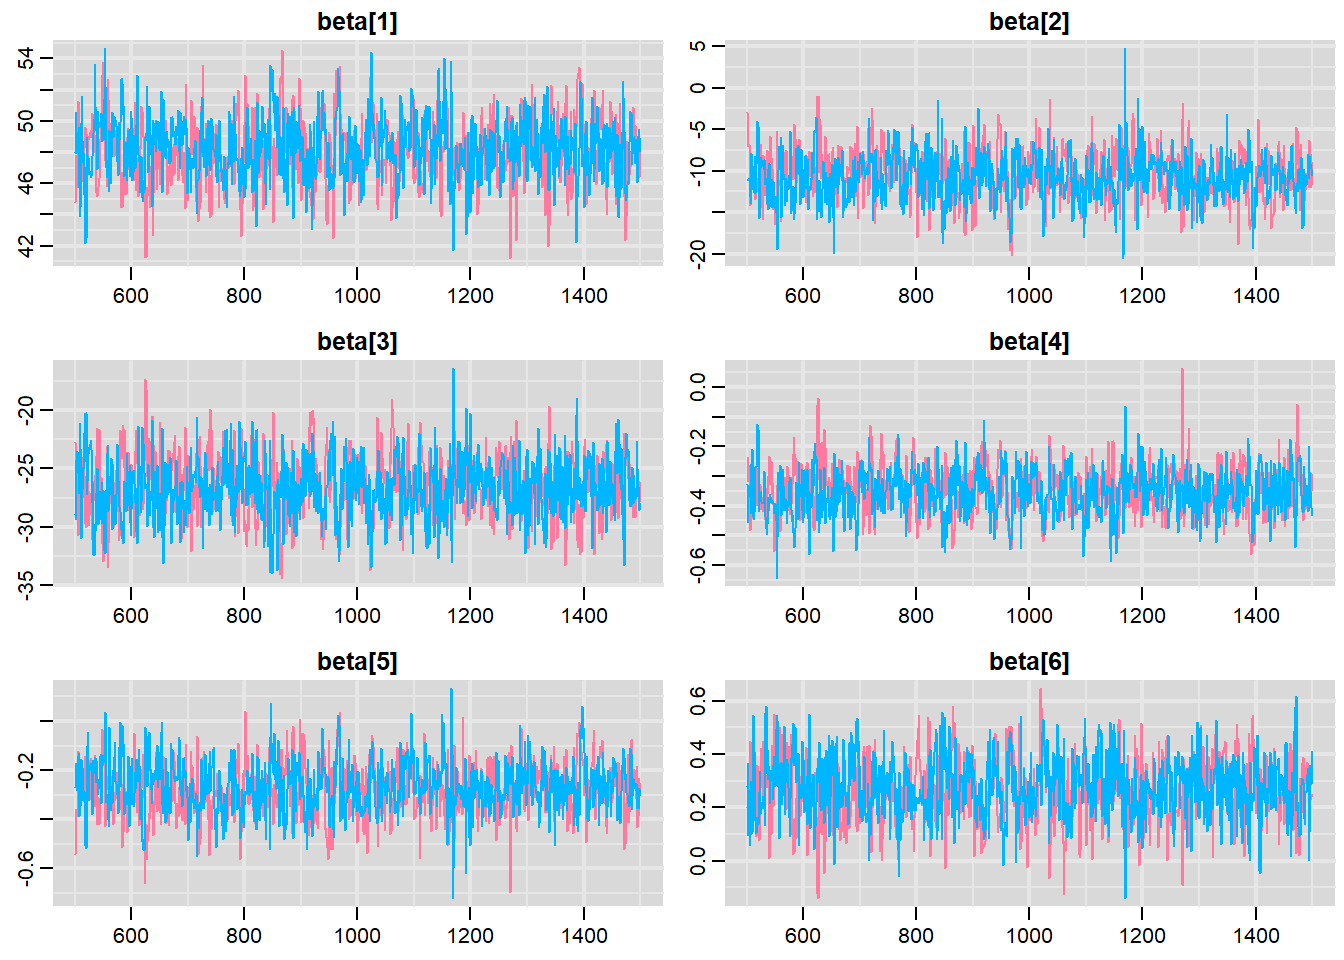 beta[1] beta[2]
54 50 46 42
600 800 1000 1200 1400
5 0 -5 -10 -20
600 800 1000 1200 1400
beta[3] beta[4]
-20 -25 -30 -35
600 800 1000 1200 1400
0.0 -0.2 -0.4 -0.6
600 800 1000 1200 1400
beta[5] beta[6]
-0.2 -0.6
600 800 1000 1200 1400
0.6 0.4 0.2 0.0
600 800 1000 1200 1400